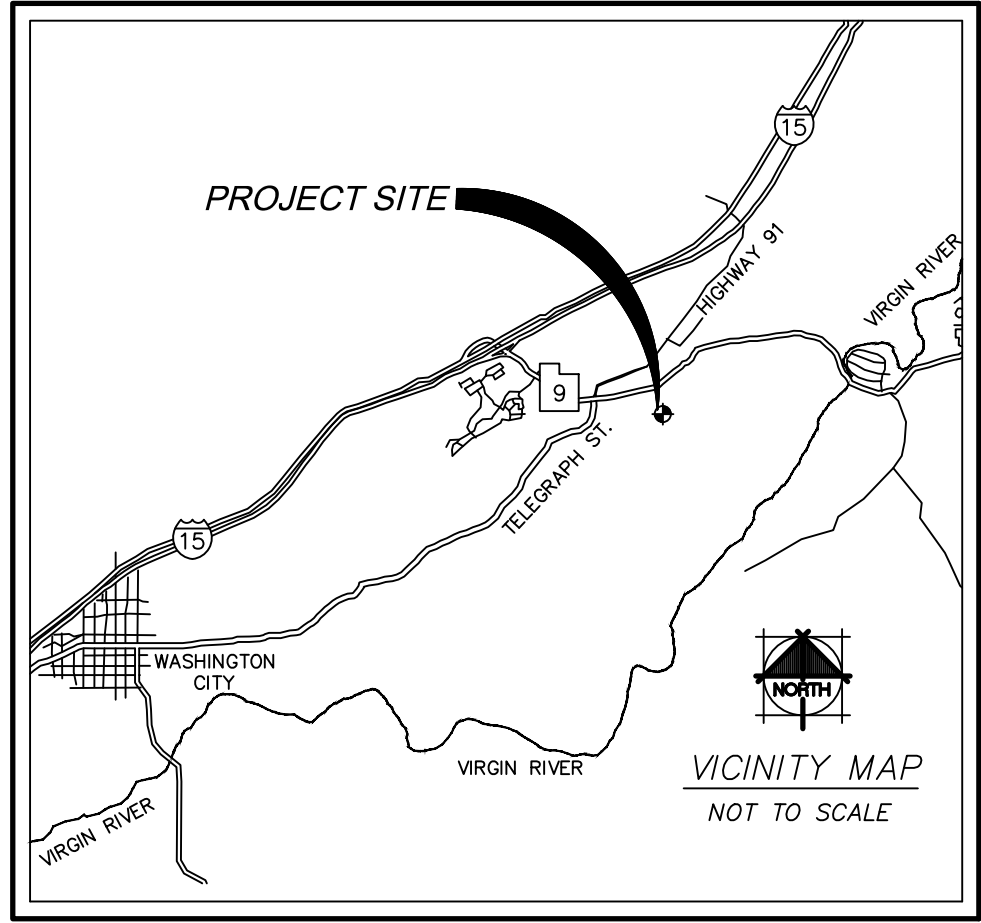 15
PROJECT SITE
HIGHWAY 91
VIRGIN RIVER
9
TELEGRAPH ST.
15
WASHINGTON
CITY
NORTH
VIRGIN RIVER
VICINITY MAP
NOT TO SCALE
VIRGIN RIVER